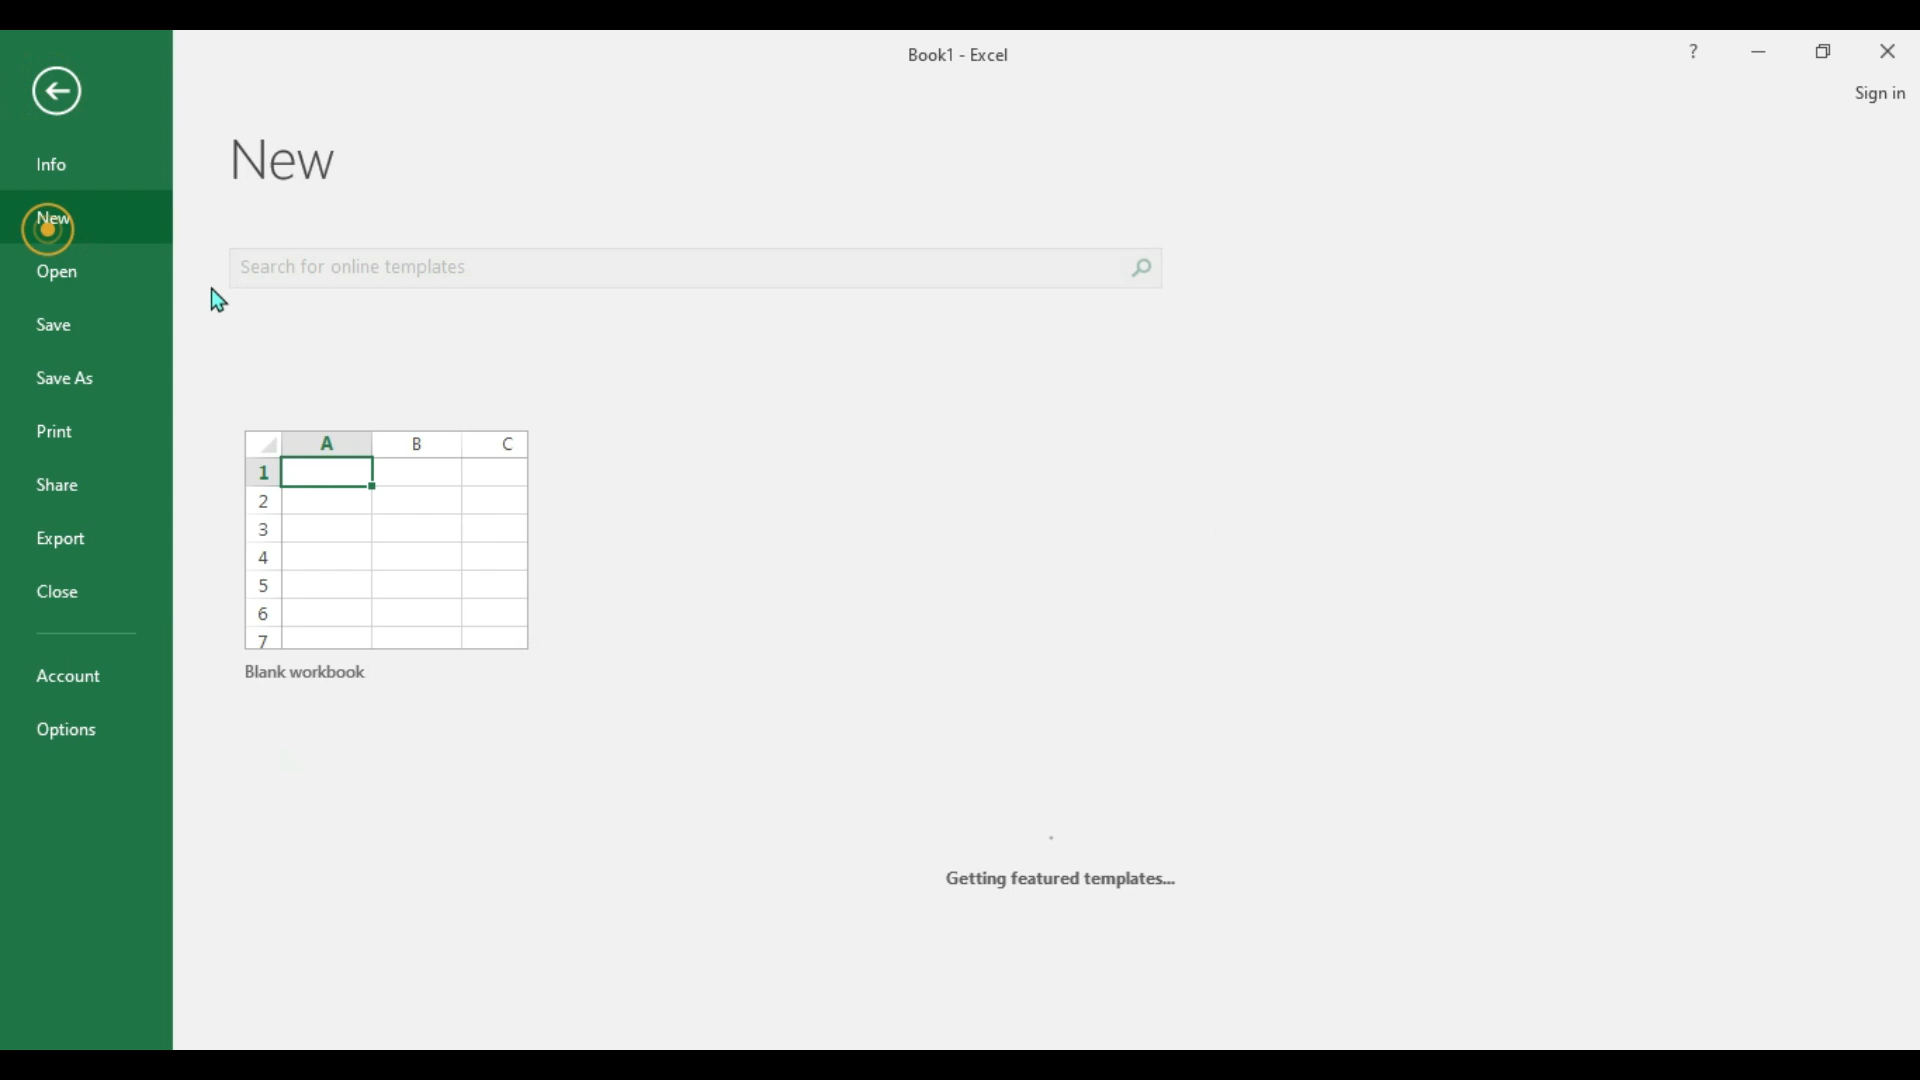 Book1 - Excel
?
Sign in
Info
New
Open
Save
Save As
Print
Share
Export
Close
Account
Options
New
Search for online templates
A B C
1
2
3
4
5
6
7
Blank workbook
Getting featured templates...